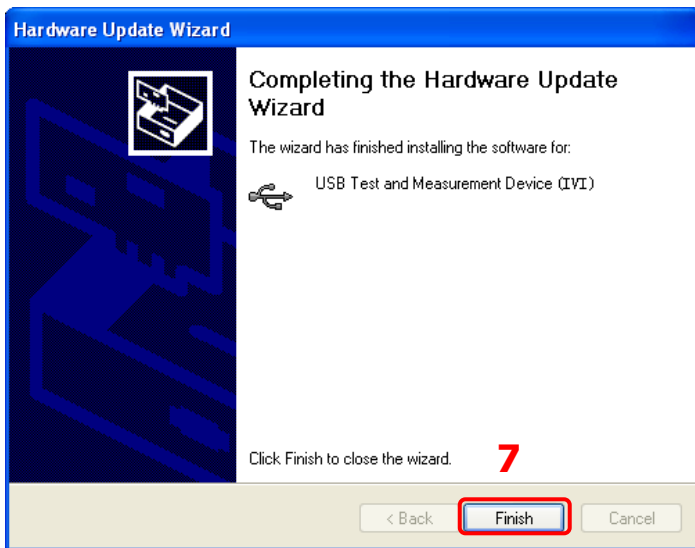 Hardware Update Wizard
Completing the Hardware Update
Wizard
The wizard has finished installing the software for:
USB Test and Measurement Device (IVI)
Click Finish to close the wizard.
7
< Back Finish Cancel